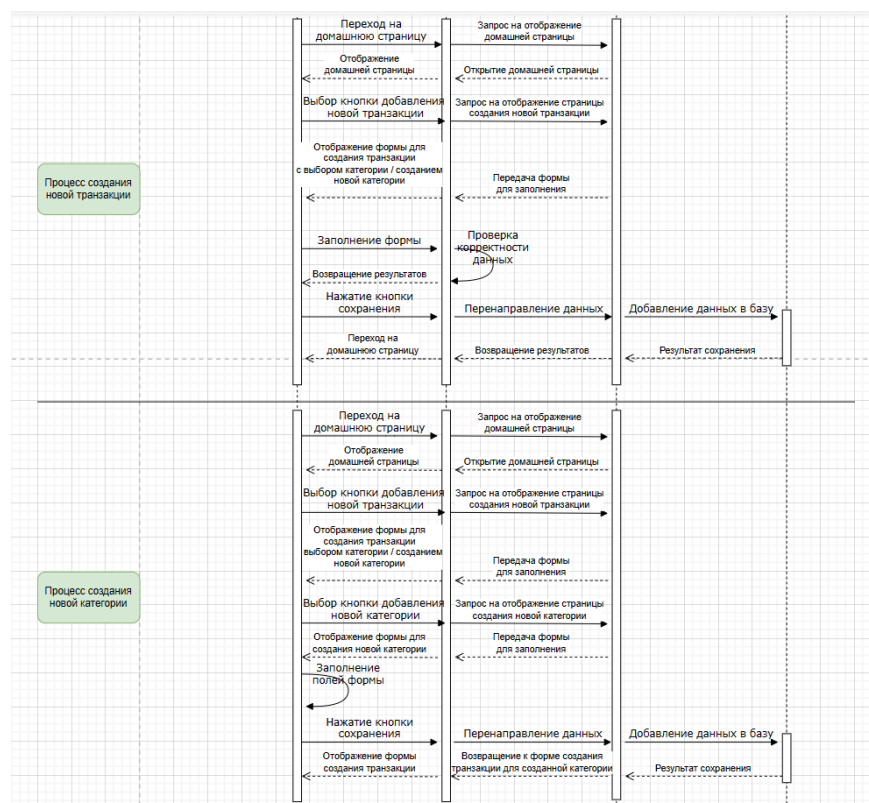 Переход на
домашнюю страницу
Запрос на отображение
домашней страницы
Отображение
домашней страницы
Открытие домашней страницы
Выбор кнопки добавления
новой транзакции
Запрос на отображение страницы
создания новой транзакции
Отображение формы для
создания транзакции
с выбором категории / созданием
новой категории
Передача формы
для заполнения
Процесс создания
новой транзакции
Заполнение формы
Проверка
корректности
данных
Возвращение результатов
Нажатие кнопки
сохранения
Перенаправление данных
Добавление данных в базу
Переход на
домашнюю страницу
Возвращение результатов
Результат сохранения
Переход на
домашнюю страницу
Запрос на отображение
домашней страницы
Отображение
домашней страницы
Открытие домашней страницы
Выбор кнопки добавления
новой транзакции
Запрос на отображение страницы
создания новой транзакции
Отображение формы для
создания транзакции
выбором категории / созданием
новой категории
Передача формы
для заполнения
Процесс создания
новой категории
Выбор кнопки добавления
новой категории
Запрос на отображение страницы
создания новой категории
Отображение формы для
создания новой категории
Передача формы
для заполнения
Заполнение
полей формы
Нажатие кнопки
сохранения
Перенаправление данных
Добавление данных в базу
Отображение формы
создания транзакции
Возвращение к форме создания
транзакции для созданной категории
Результат сохранения